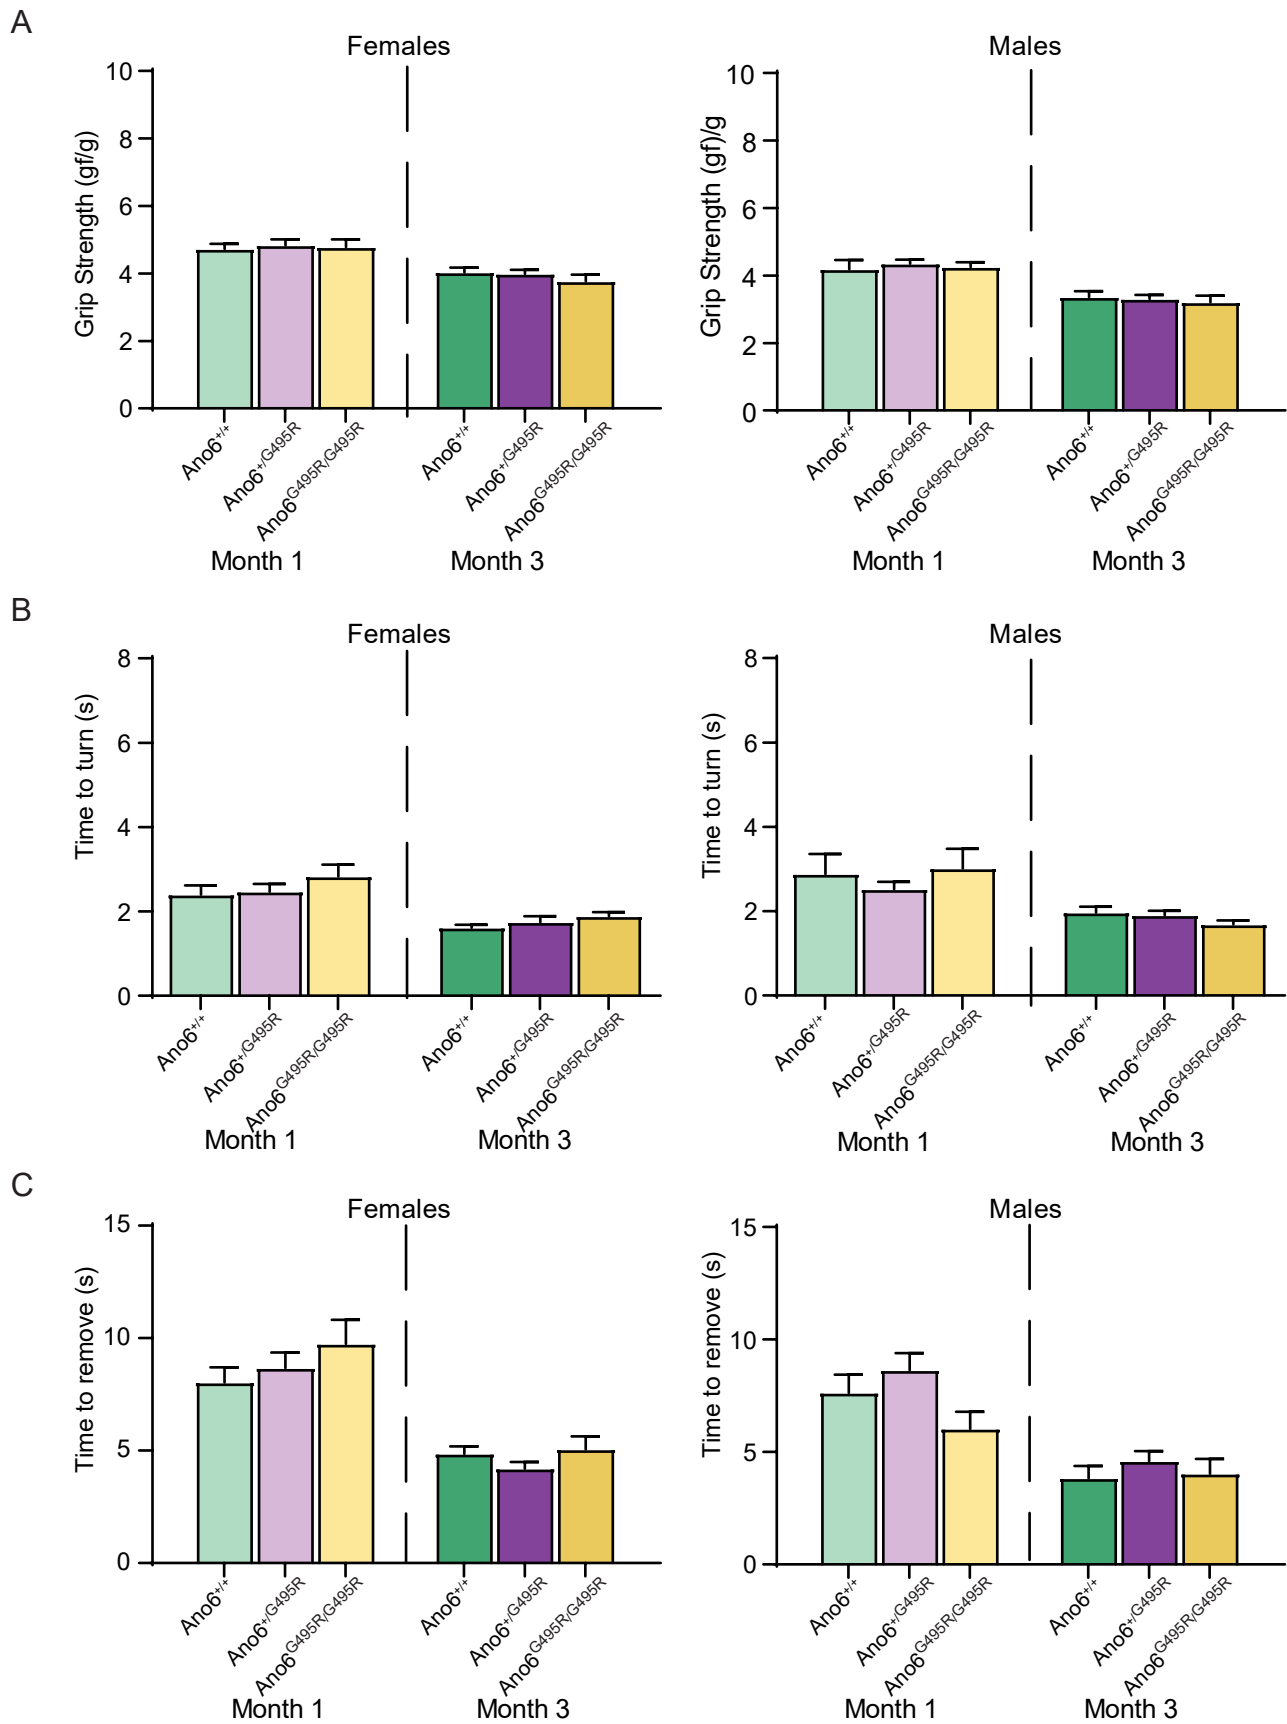 A
Females
Males
Grip Strength (gf/g)
10
8
6
4
2
0
Ano6+/+
Ano6+/G495R
Ano6G495R/G495R
Ano6+/+
Ano6+/G495R
Ano6G495R/G495R
Month 1
Month 3
Grip Strength (gf)/g
10
8
6
4
2
0
Ano6+/+
Ano6+/G495R
Ano6G495R/G495R
Ano6+/+
Ano6+/G495R
Ano6G495R/G495R
Month 1
Month 3
B
Females
Males
Time to turn (s)
8
6
4
2
0
Ano6+/+
Ano6+/G495R
Ano6G495R/G495R
Ano6+/+
Ano6+/G495R
Ano6G495R/G495R
Month 1
Month 3
Time to turn (s)
8
6
4
2
0
Ano6+/+
Ano6+/G495R
Ano6G495R/G495R
Ano6+/+
Ano6+/G495R
Ano6G495R/G495R
Month 1
Month 3
C
Females
Males
Time to remove (s)
15
10
5
0
Ano6+/+
Ano6+/G495R
Ano6G495R/G495R
Ano6+/+
Ano6+/G495R
Ano6G495R/G495R
Month 1
Month 3
Time to remove (s)
15
10
5
0
Ano6+/+
Ano6+/G495R
Ano6G495R/G495R
Ano6+/+
Ano6+/G495R
Ano6G495R/G495R
Month 1
Month 3